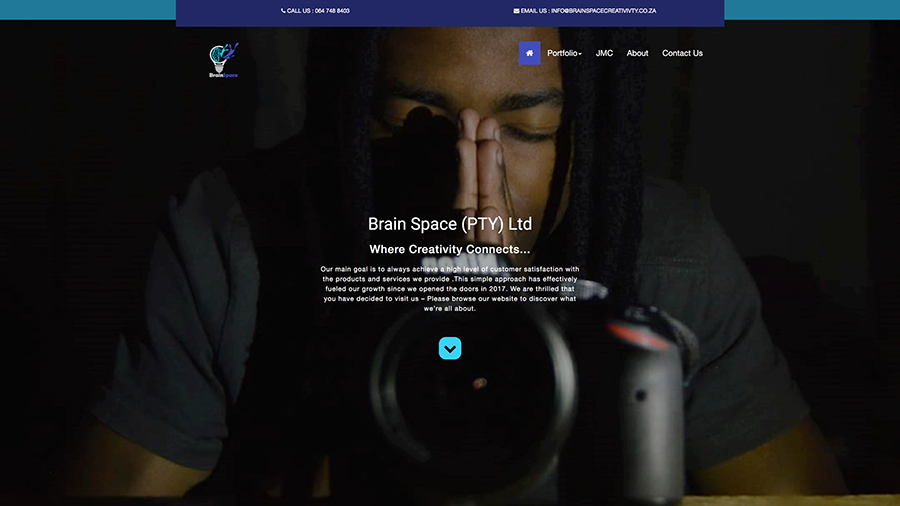 CALL US : 064 748 8403
EMAIL US : INFO@BRAINSPACECREATIVIVTY.CO.ZA
BrainSpace
Portfolio
JMC
About
Contact Us
Brain Space (PTY) Ltd
Where Creativity Connects...
Our main goal is to always achieve a high level of customer satisfaction with
the products and services we provide .This simple approach has effectively
fueled our growth since we opened the doors in 2017. We are thrilled that
you have decided to visit us – Please browse our website to discover what
we're all about.